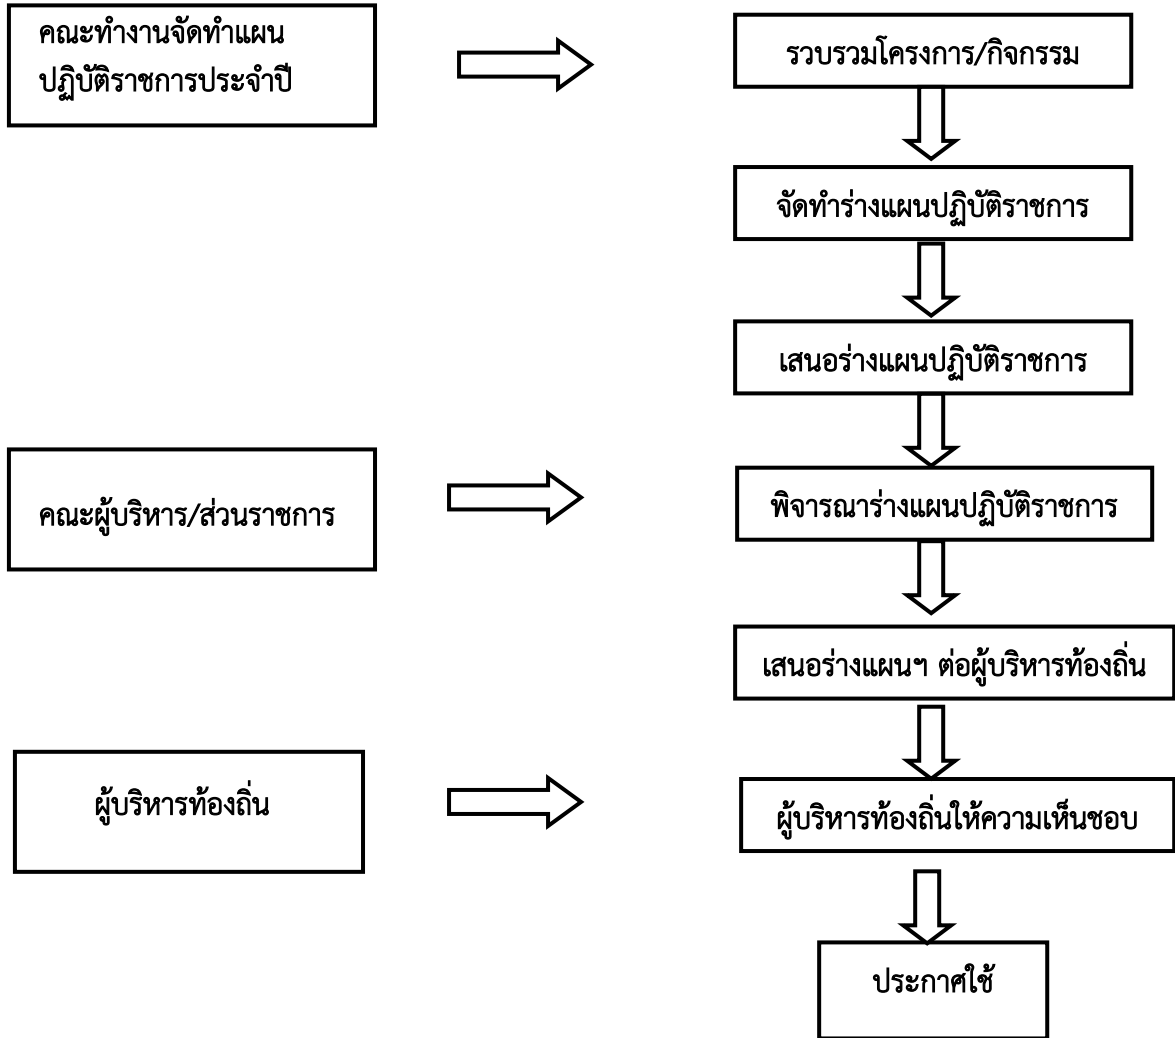 คณะทำงานจัดทำแผน
ปฏิบัติราชการประจำปี
รวบรวมโครงการ/กิจกรรม
จัดทำร่างแผนปฏิบัติราชการ
เสนอร่างแผนปฏิบัติราชการ
คณะผู้บริหาร/ส่วนราชการ
พิจารณาร่างแผนปฏิบัติราชการ
เสนอร่างแผนฯ ต่อผู้บริหารท้องถิ่น
ผู้บริหารท้องถิ่น
ผู้บริหารท้องถิ่นให้ความเห็นชอบ
ประกาศใช้